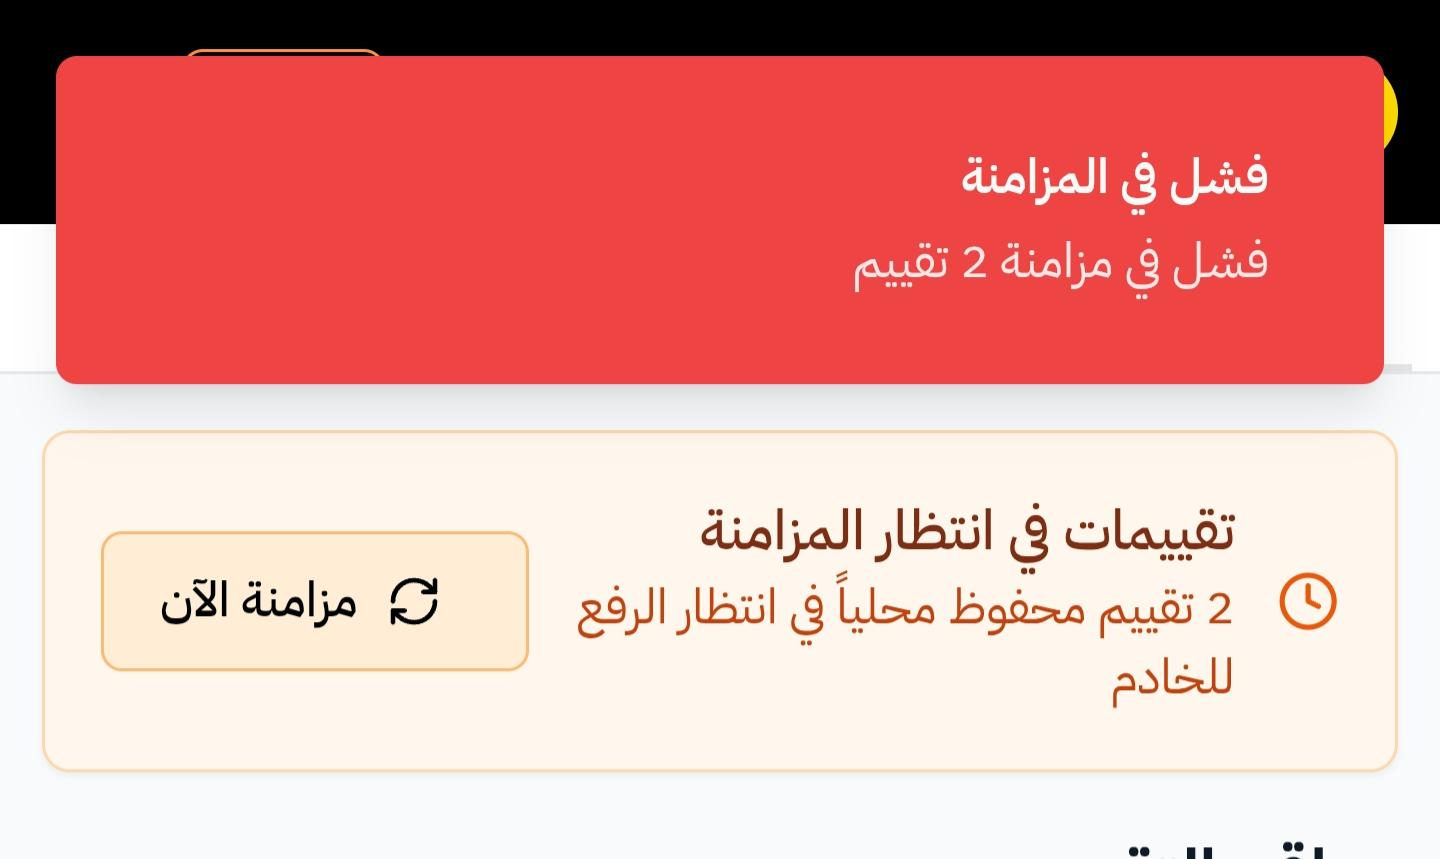 فشل في المزامنة
فشل في مزامنة 2 تقييم
تقييمات في انتظار المزامنة
2 تقييم محفوظ محلياً في انتظار الرفع
للخادم
مزامنة الآن